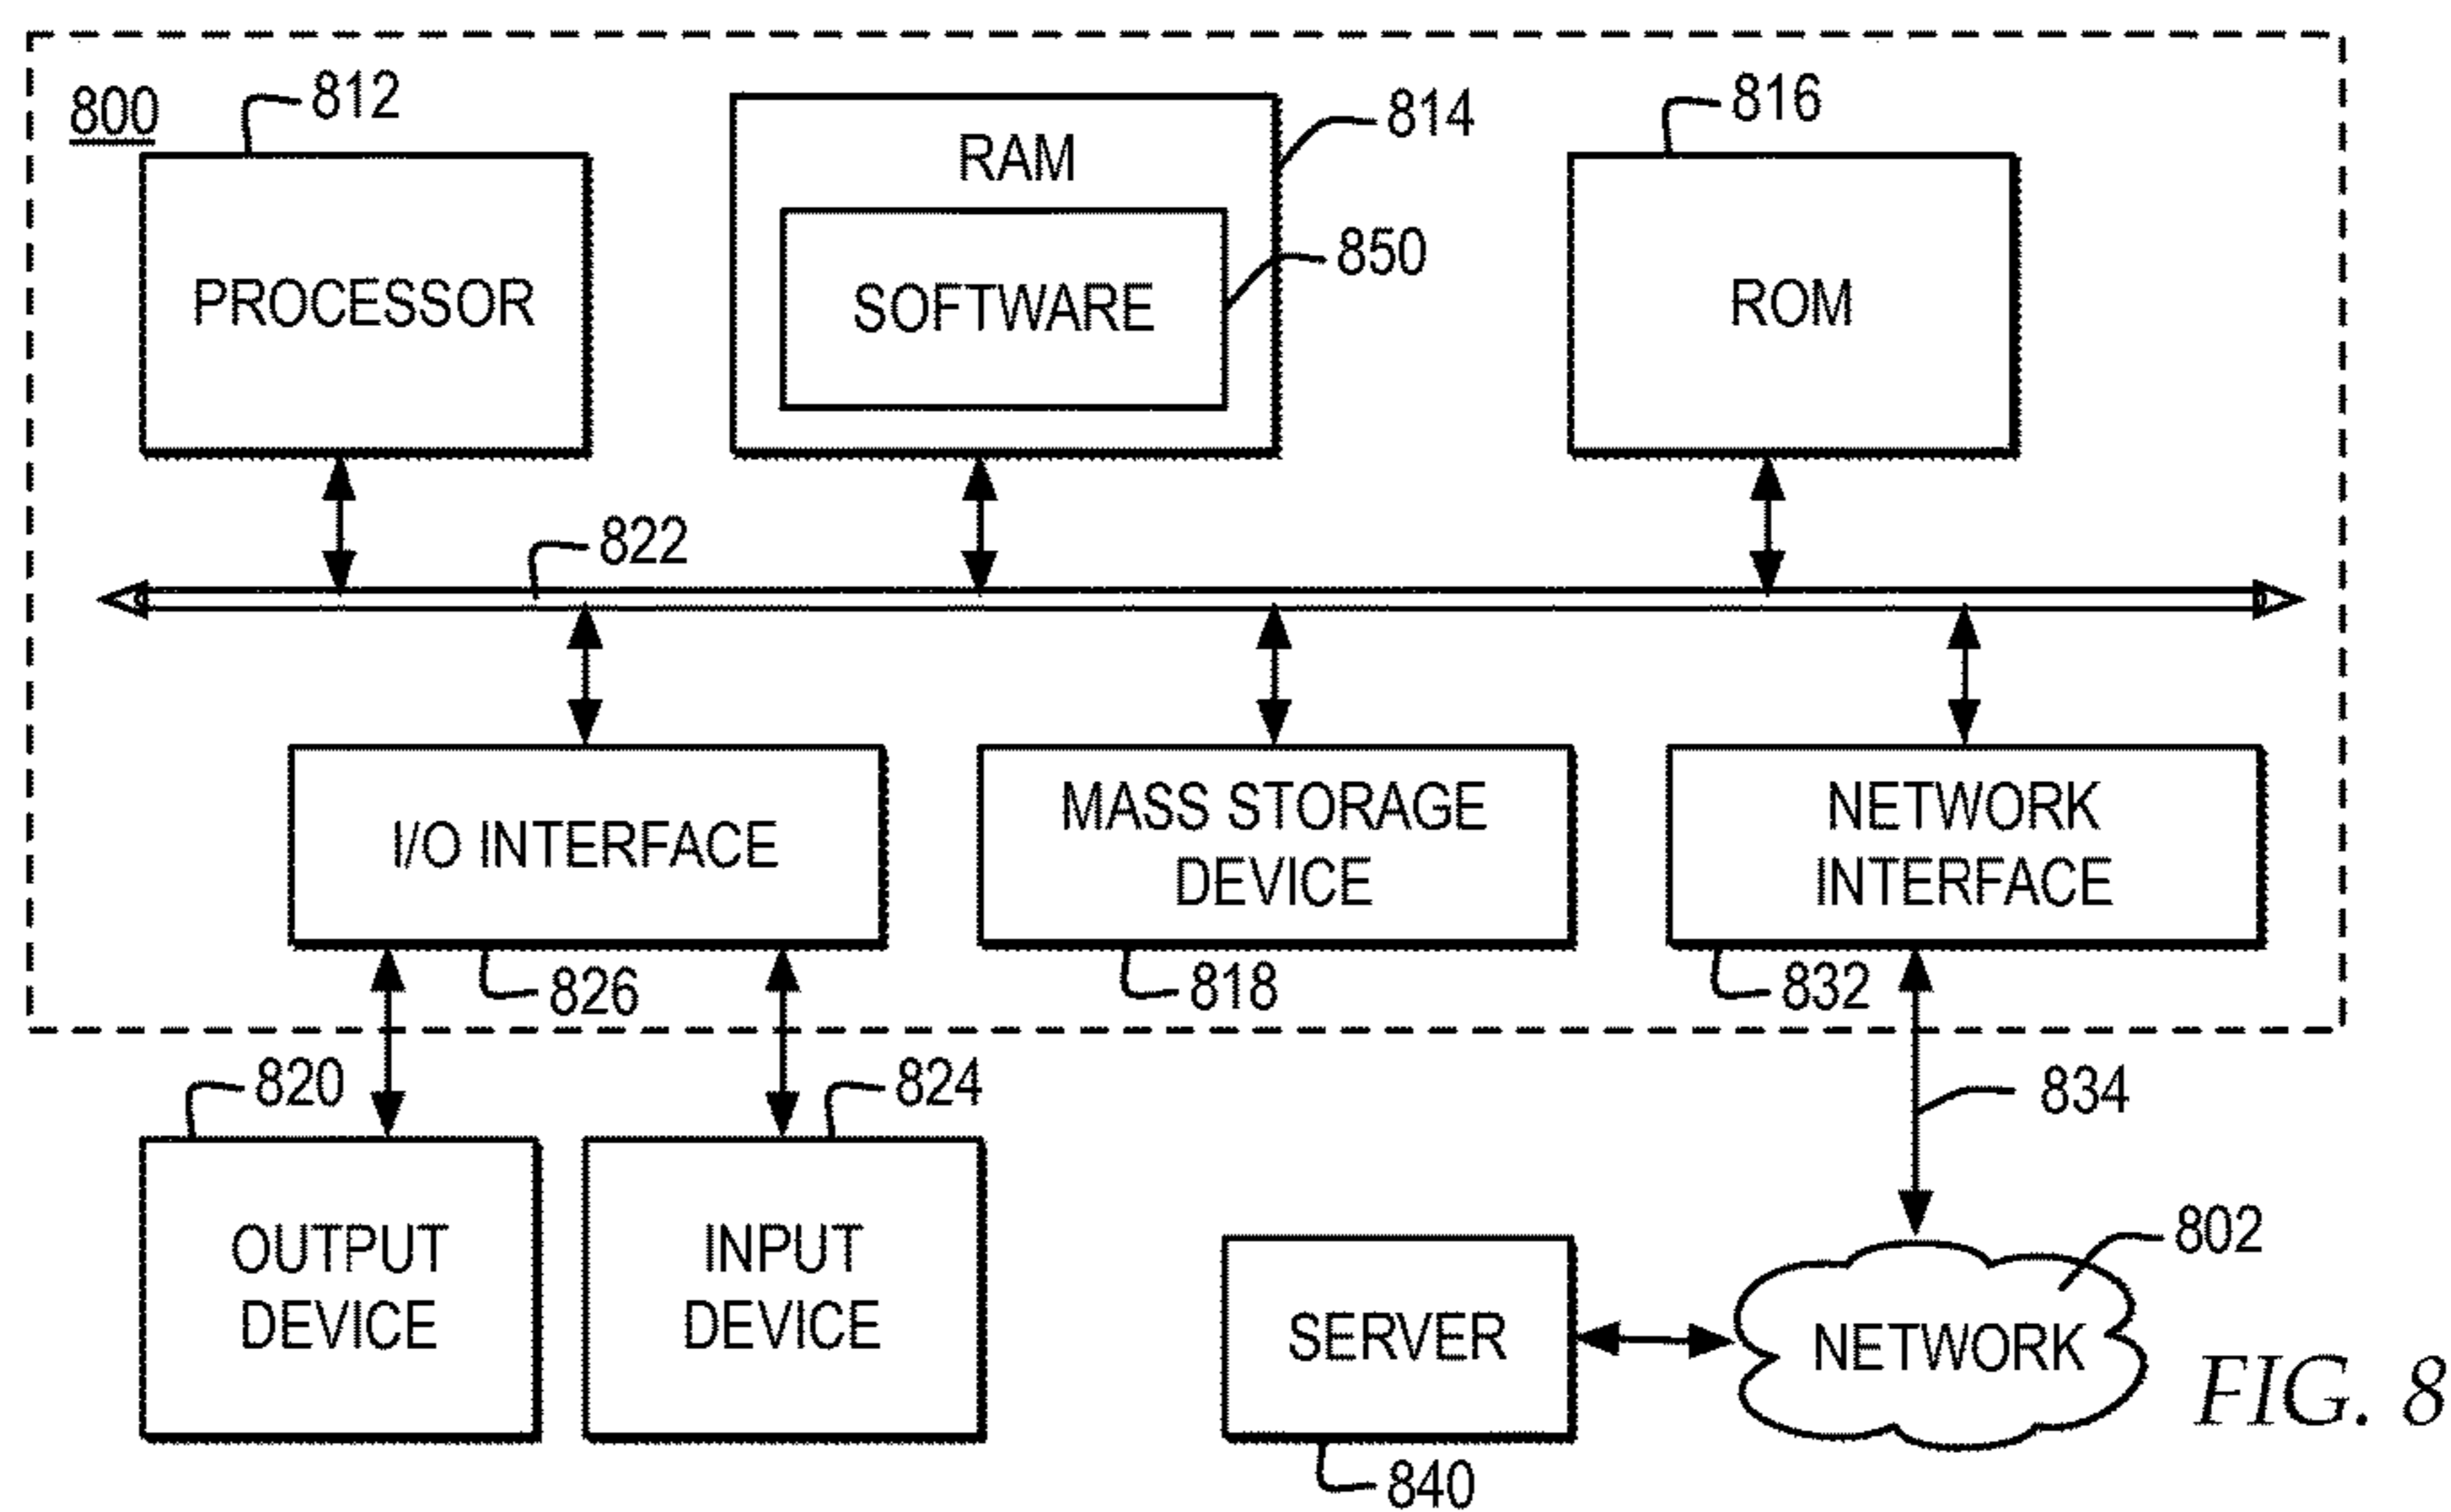 800
812
814
816
RAM
PROCESSOR
SOFTWARE
850
ROM
822
I/O INTERFACE
MASS STORAGE
DEVICE
NETWORK
INTERFACE
826
818
832
820
824
834
OUTPUT
DEVICE
INPUT
DEVICE
SERVER
802
NETWORK
840
FIG. 8